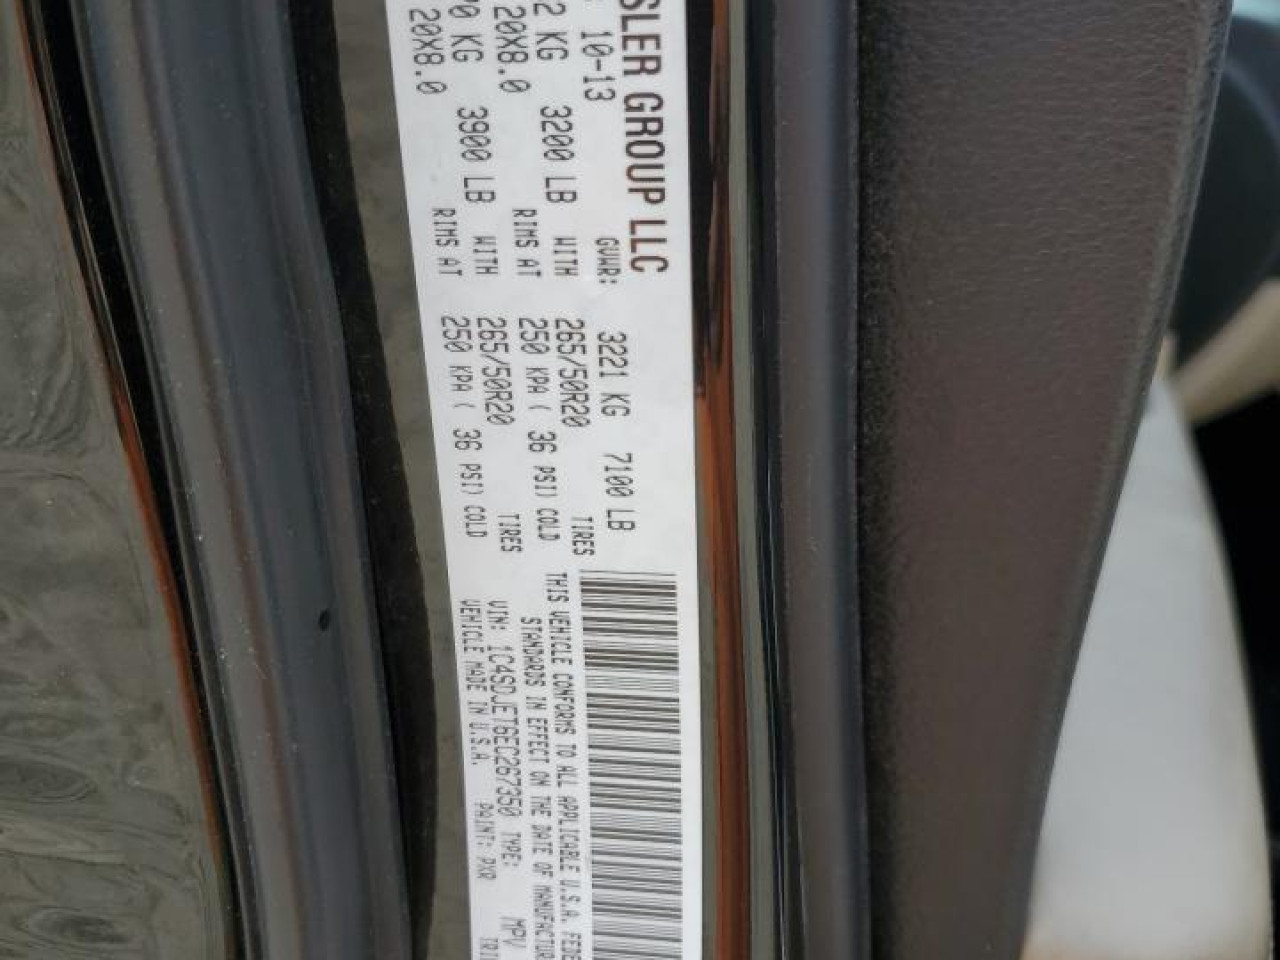 SLER GROUP LLC
10-13 GVWR: 3221 KG 7100 LB
2 KG 3200 LB WITH 265/50R20 TIRES
20X8.0 RIMS AT 250 KPA ( 36 PSI) COLD
70 KG 3900 LB WITH 265/50R20 TIRES
20X8.0 RIMS AT 250 KPA ( 36 PSI) COLD
THIS VEHICLE CONFORMS TO ALL APPLICABLE U.S.A. FEDE
STANDARDS IN EFFECT ON THE DATE OF MANUFACTUR
VIN: 1C4SDJET6EC267350 TYPE: MPV
VEHICLE MADE IN U.S.A. PAINT: PXR TRI